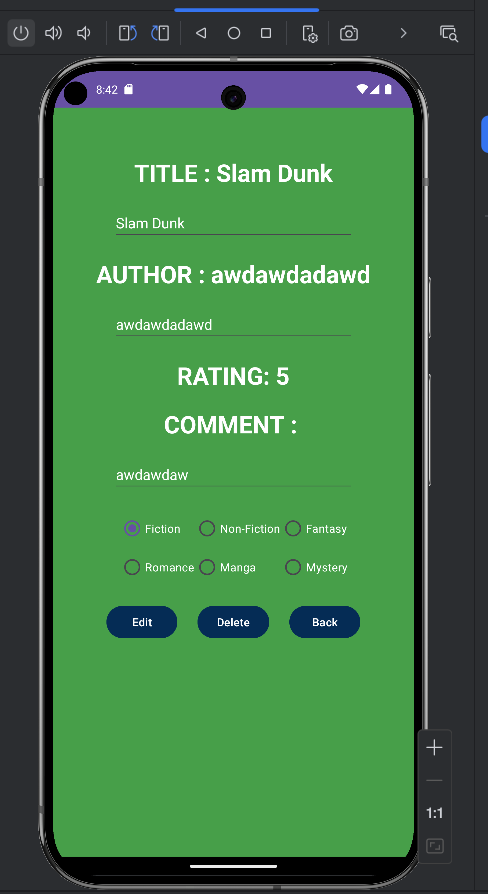 8:42
TITLE : Slam Dunk
Slam Dunk
AUTHOR : awdawdadawd
awdawdadawd
RATING: 5
COMMENT :
awdawdaw
Fiction Non-Fiction Fantasy
Romance Manga Mystery
Edit Delete Back
1:1